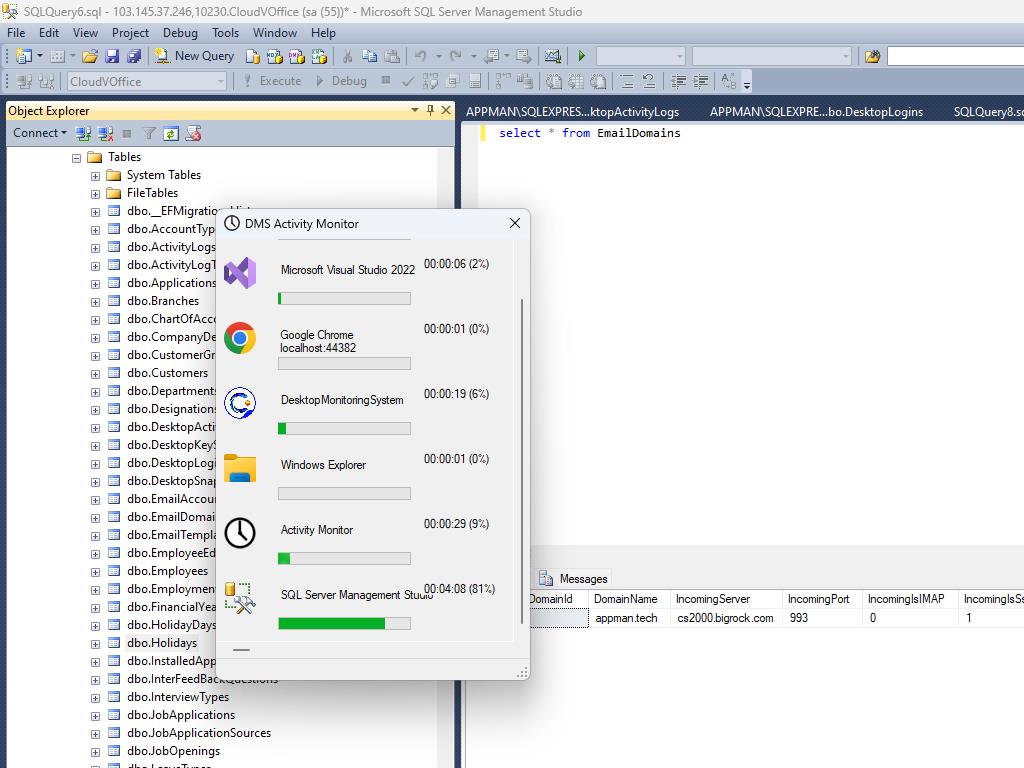 SQLQuery6.sql - 103.145.37.246,10230.CloudVOffice (sa (55))* - Microsoft SQL Server Management Studio
File Edit View Project Debug Tools Window Help
New Query
CloudVOffice Execute Debug
Object Explorer
APPMAN\SQLEXPRES...ktopActivityLogs APPMAN\SQLEXPRE...bo.DesktopLogins SQLQuery8.sq
Connect
select * from EmailDomains
Tables
System Tables
FileTables
dbo.__EFMigrationsHist
dbo.AccountTyp
dbo.ActivityLogs
dbo.ActivityLogT
dbo.Applications
dbo.Branches
dbo.ChartOfAcc
dbo.CompanyDe
dbo.CustomerGr
dbo.Customers
dbo.Departments
dbo.Designations
dbo.DesktopActi
dbo.DesktopKeyS
dbo.DesktopLogi
dbo.DesktopSnap
dbo.EmailAccou
dbo.EmailDomai
dbo.EmailTempla
dbo.EmployeeEd
dbo.Employees
dbo.Employmen
dbo.FinancialYea
dbo.HolidayDays
dbo.Holidays
dbo.InstalledApp
dbo.InterFeedBackQuestions
dbo.InterviewTypes
dbo.JobApplications
dbo.JobApplicationSources
dbo.JobOpenings
dbo.LeaveTypes
DMS Activity Monitor
Microsoft Visual Studio 2022 00:00:06 (2%)
Google Chrome 00:00:01 (0%)
localhost:44382
DesktopMonitoringSystem 00:00:19 (6%)
Windows Explorer 00:00:01 (0%)
Activity Monitor 00:00:29 (9%)
SQL Server Management Studio 00:04:08 (81%)
Messages
DomainId DomainName IncomingServer IncomingPort IncomingIsIMAP IncomingIsSs
appman.tech cs2000.bigrock.com 993 0 1